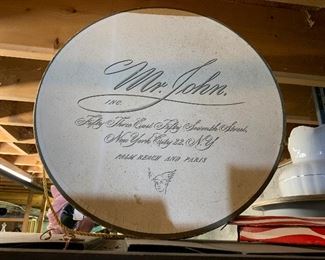 Mr. John.
INC.
Fifty-Three East Fifty Seventh Street,
New York City 22, N.Y.
PALM BEACH AND PARIS